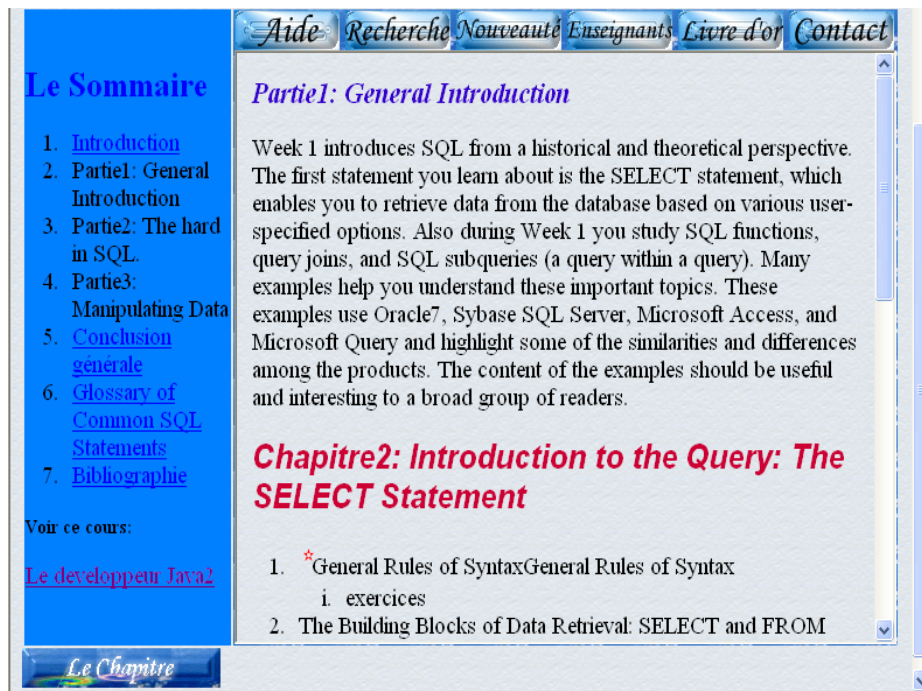 Aide Recherche Nouveauté Enseignants Livre d'or Contact
Le Sommaire
1. Introduction
2. Partie1: General
Introduction
3. Partie2: The hard
in SQL.
4. Partie3:
Manipulating Data
5. Conclusion
générale
6. Glossary of
Common SQL
Statements
7. Bibliographie
Voir ce cours:
Le developpeur Java2
Le Chapitre
Partie1: General Introduction
Week 1 introduces SQL from a historical and theoretical perspective.
The first statement you learn about is the SELECT statement, which
enables you to retrieve data from the database based on various user-
specified options. Also during Week 1 you study SQL functions,
query joins, and SQL subqueries (a query within a query). Many
examples help you understand these important topics. These
examples use Oracle7, Sybase SQL Server, Microsoft Access, and
Microsoft Query and highlight some of the similarities and differences
among the products. The content of the examples should be useful
and interesting to a broad group of readers.
Chapitre2: Introduction to the Query: The
SELECT Statement
1. General Rules of SyntaxGeneral Rules of Syntax
i. exercices
2. The Building Blocks of Data Retrieval: SELECT and FROM